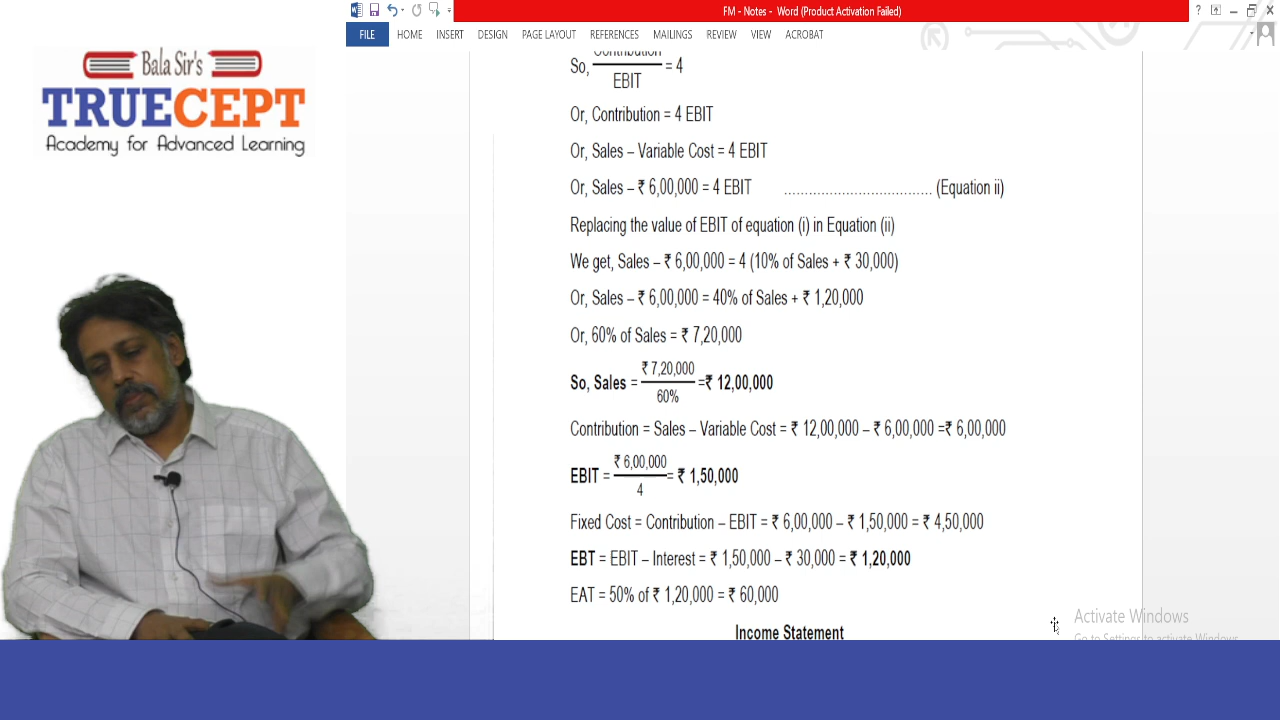 FM - Notes - Word (Product Activation Failed)
FILE HOME INSERT DESIGN PAGE LAYOUT REFERENCES MAILINGS REVIEW VIEW ACROBAT
Bala Sir's
TRUECEPT
Academy for Advanced Learning
Contribution
So, = 4
EBIT
Or, Contribution = 4 EBIT
Or, Sales – Variable Cost = 4 EBIT
Or, Sales – ₹ 6,00,000 = 4 EBIT .................................... (Equation ii)
Replacing the value of EBIT of equation (i) in Equation (ii)
We get, Sales – ₹ 6,00,000 = 4 (10% of Sales + ₹ 30,000)
Or, Sales – ₹ 6,00,000 = 40% of Sales + ₹ 1,20,000
Or, 60% of Sales = ₹ 7,20,000
₹ 7,20,000
So, Sales = =₹ 12,00,000
60%
Contribution = Sales – Variable Cost = ₹ 12,00,000 – ₹ 6,00,000 =₹ 6,00,000
₹ 6,00,000
EBIT = = ₹ 1,50,000
4
Fixed Cost = Contribution – EBIT = ₹ 6,00,000 – ₹ 1,50,000 = ₹ 4,50,000
EBT = EBIT – Interest = ₹ 1,50,000 – ₹ 30,000 = ₹ 1,20,000
EAT = 50% of ₹ 1,20,000 = ₹ 60,000
Income Statement
Activate Windows
Go to Settings to activate Windows.